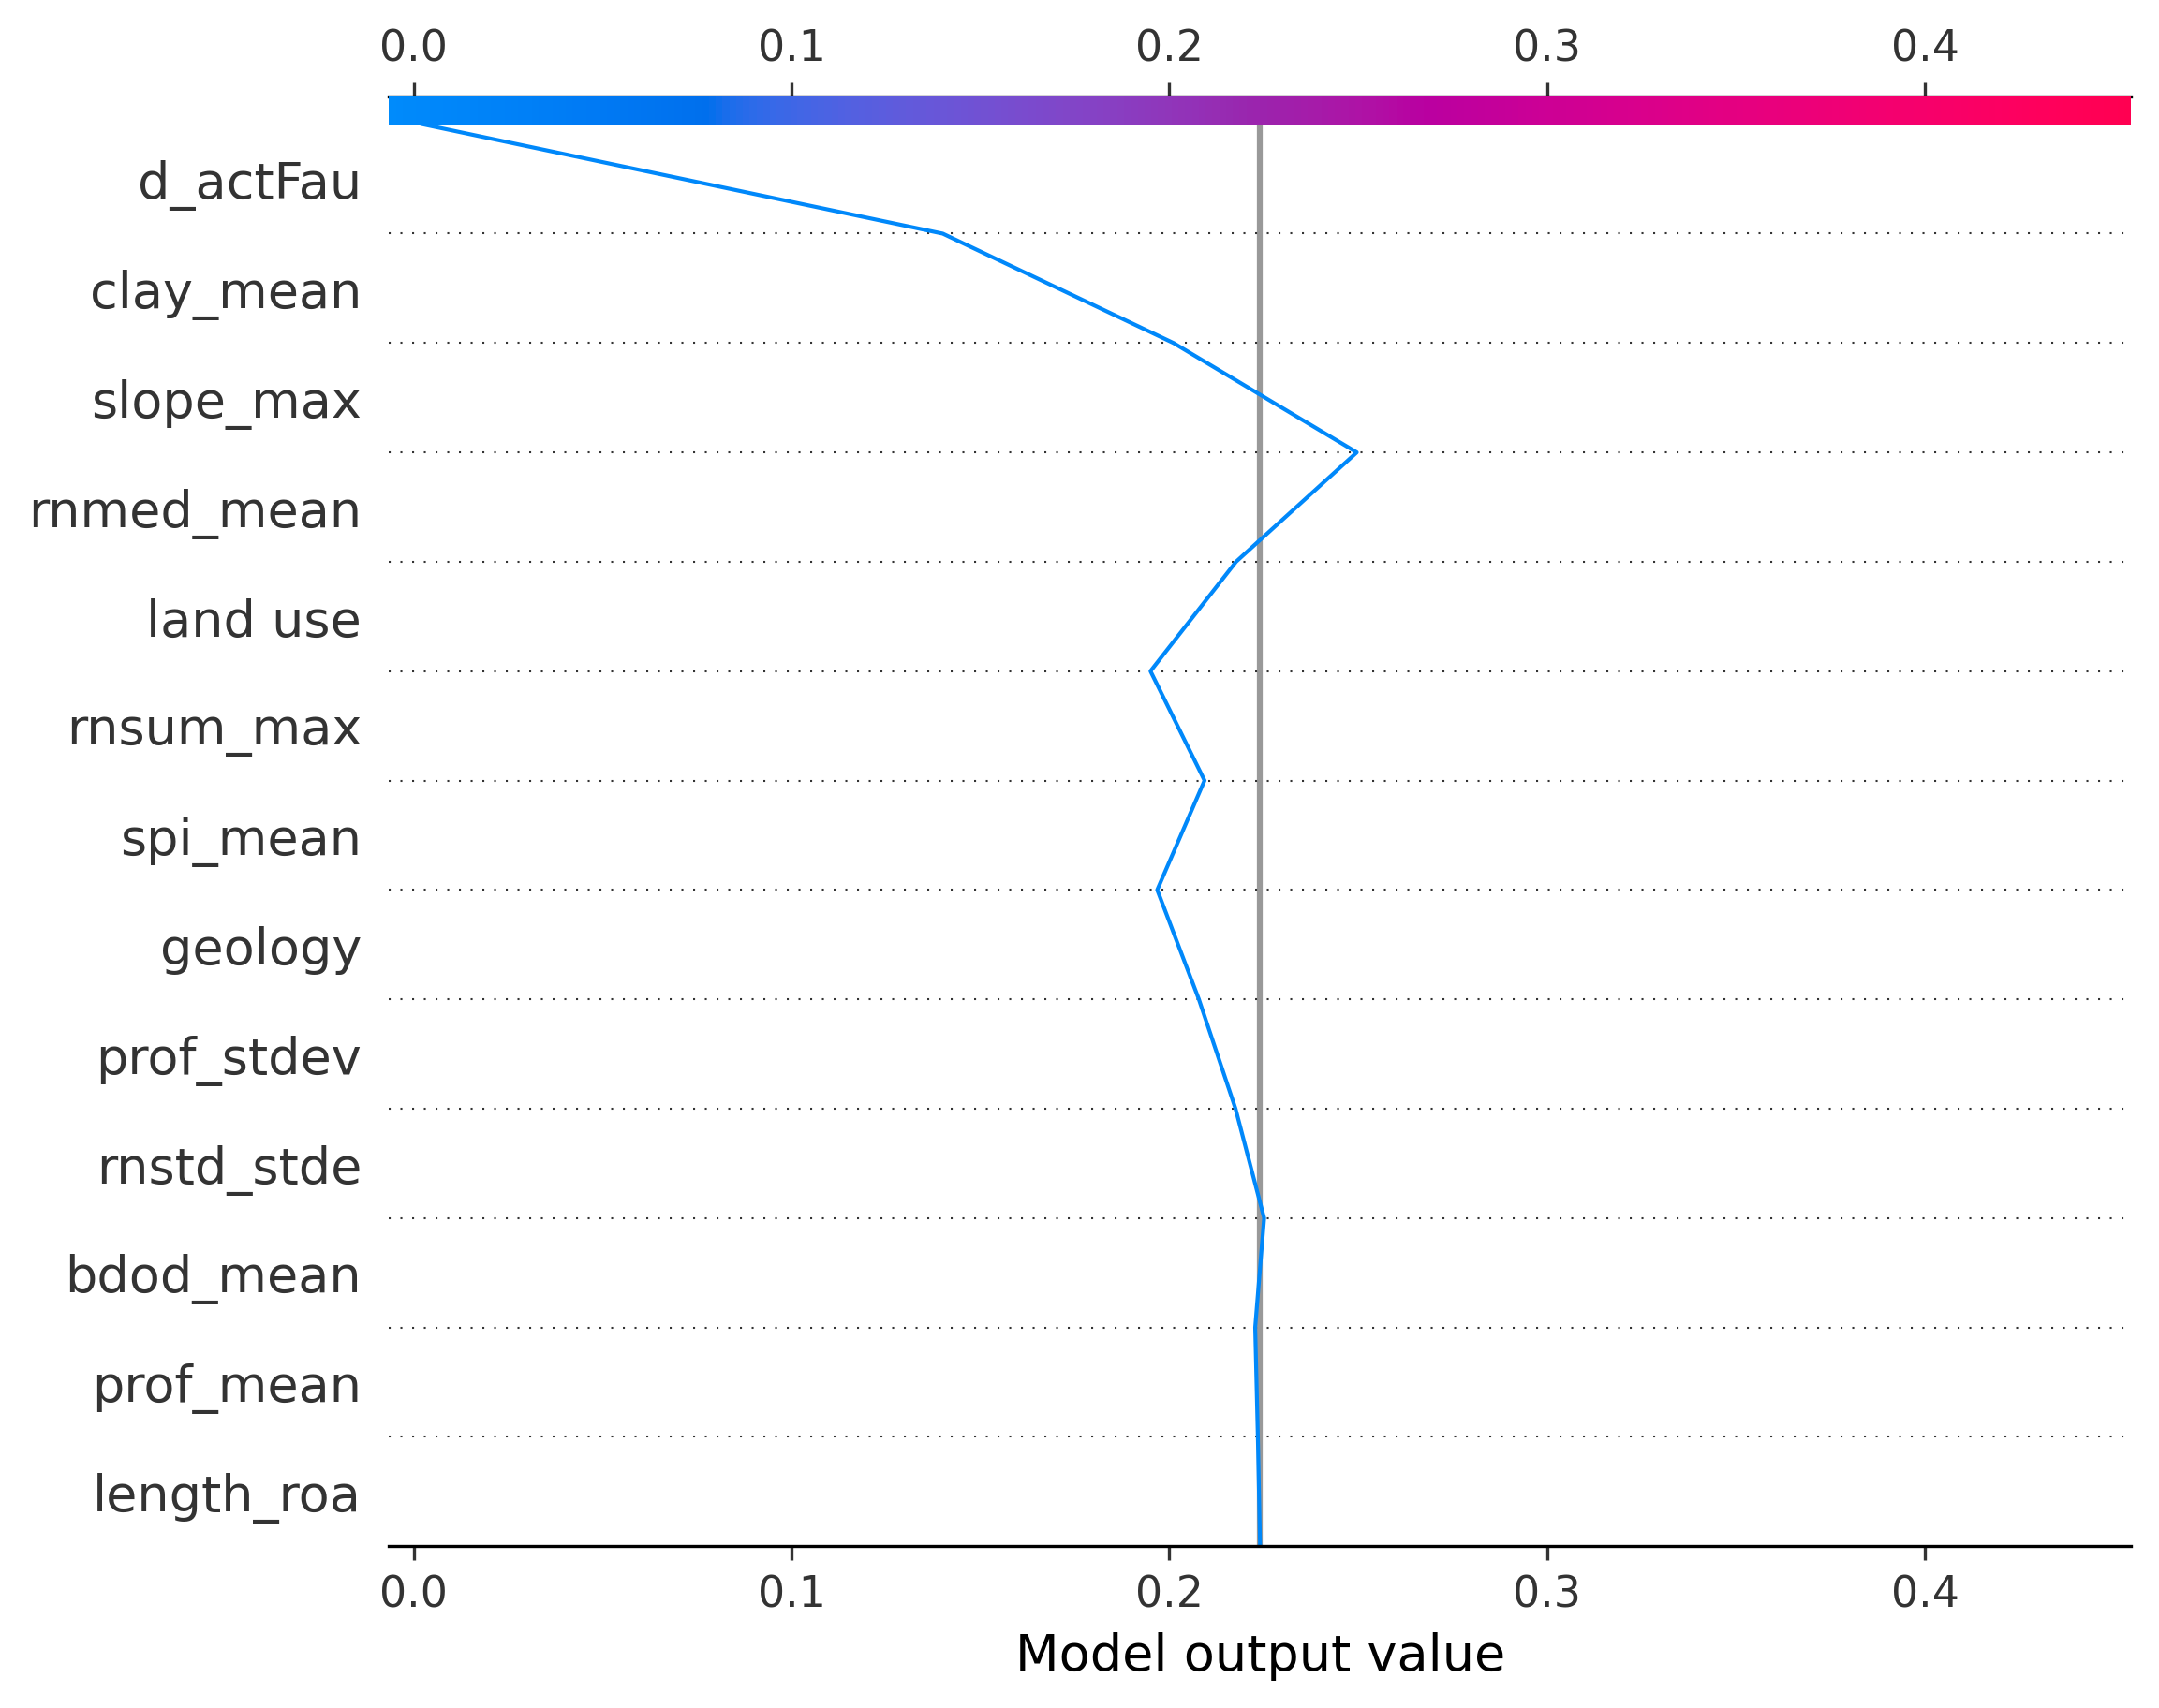 0.0 0.1 0.2 0.3 0.4
d_actFau
clay_mean
slope_max
rnmed_mean
land use
rnsum_max
spi_mean
geology
prof_stdev
rnstd_stde
bdod_mean
prof_mean
length_roa
0.0 0.1 0.2 0.3 0.4
Model output value